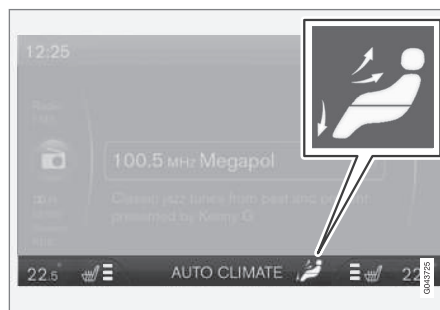 12:25
Radio
100.5 MHz Megapol
Classic jazz tunes from past and
presented by Kenny G
22.5° AUTO CLIMATE 22
G043725